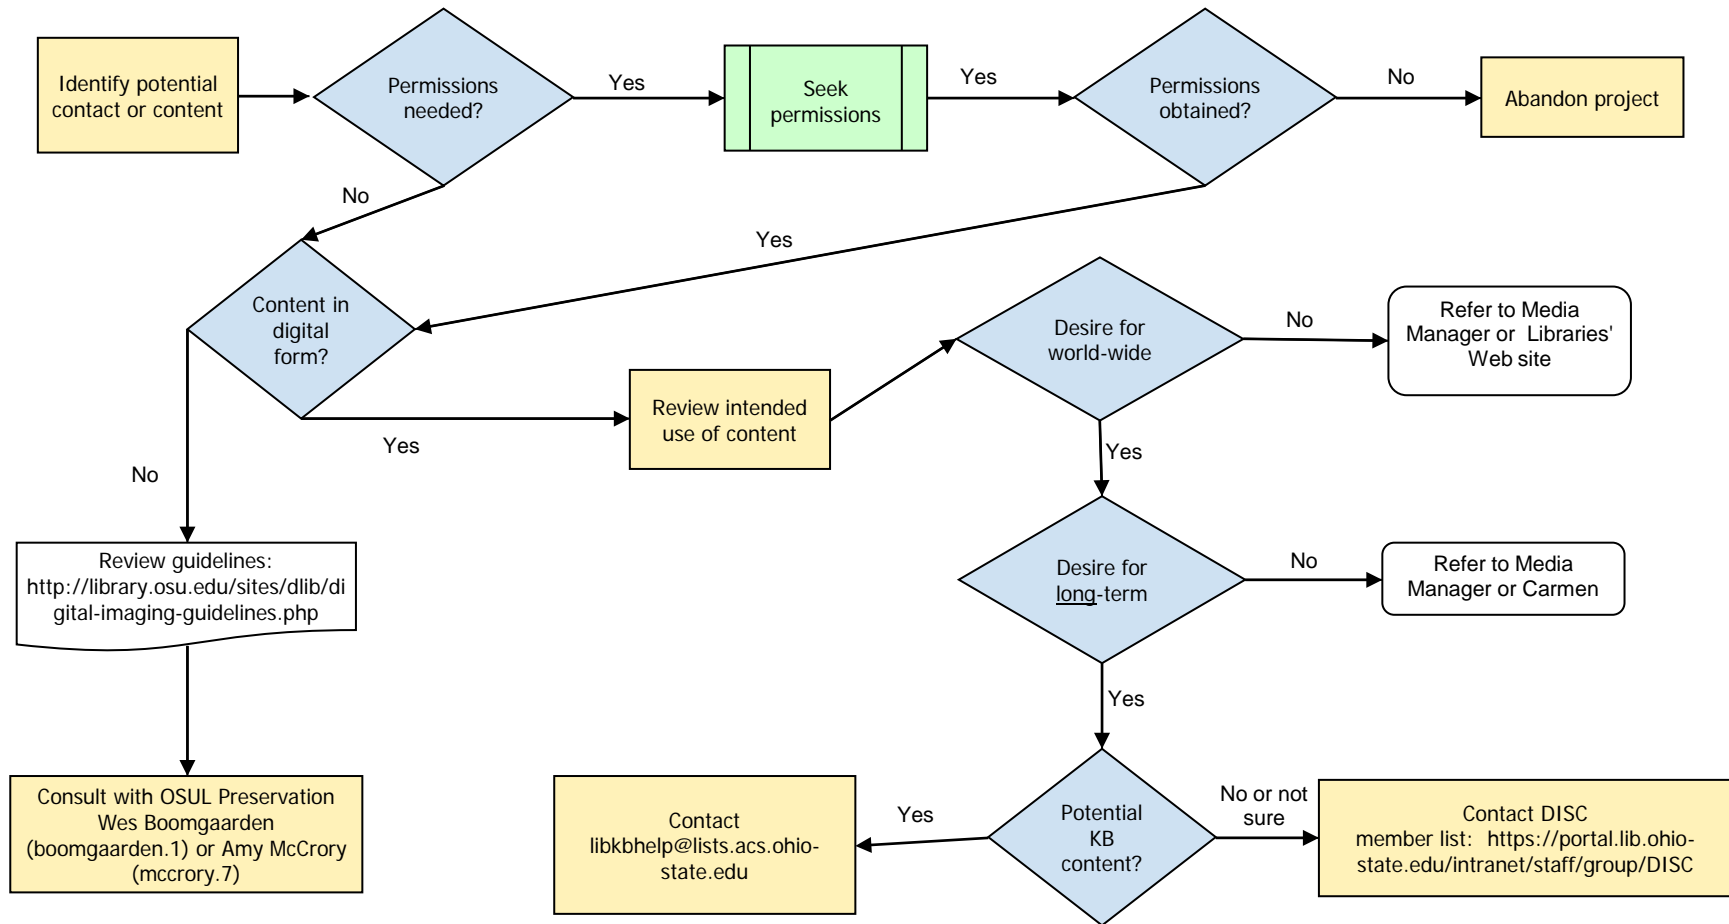 Identify potential
contact or content
Permissions
needed?
Yes
Seek
permissions
Yes
Permissions
obtained?
No
Abandon project
No
Yes
Content in
digital
form?
Desire for
world-wide
No
Refer to Media
Manager or  Libraries'
Web site
Review intended
use of content
Yes
No
Yes
Review guidelines:
http://library.osu.edu/sites/dlib/di
gital-imaging-guidelines.php
Desire for
long-term
No
Refer to Media
Manager or Carmen
Yes
Consult with OSUL Preservation
Wes Boomgaarden
(boomgaarden.1) or Amy McCrory
(mccrory.7)
Contact
libkbhelp@lists.acs.ohio-
state.edu
Yes
Potential
KB
content?
No or not
sure
Contact DISC
member list:  https://portal.lib.ohio-
state.edu/intranet/staff/group/DISC